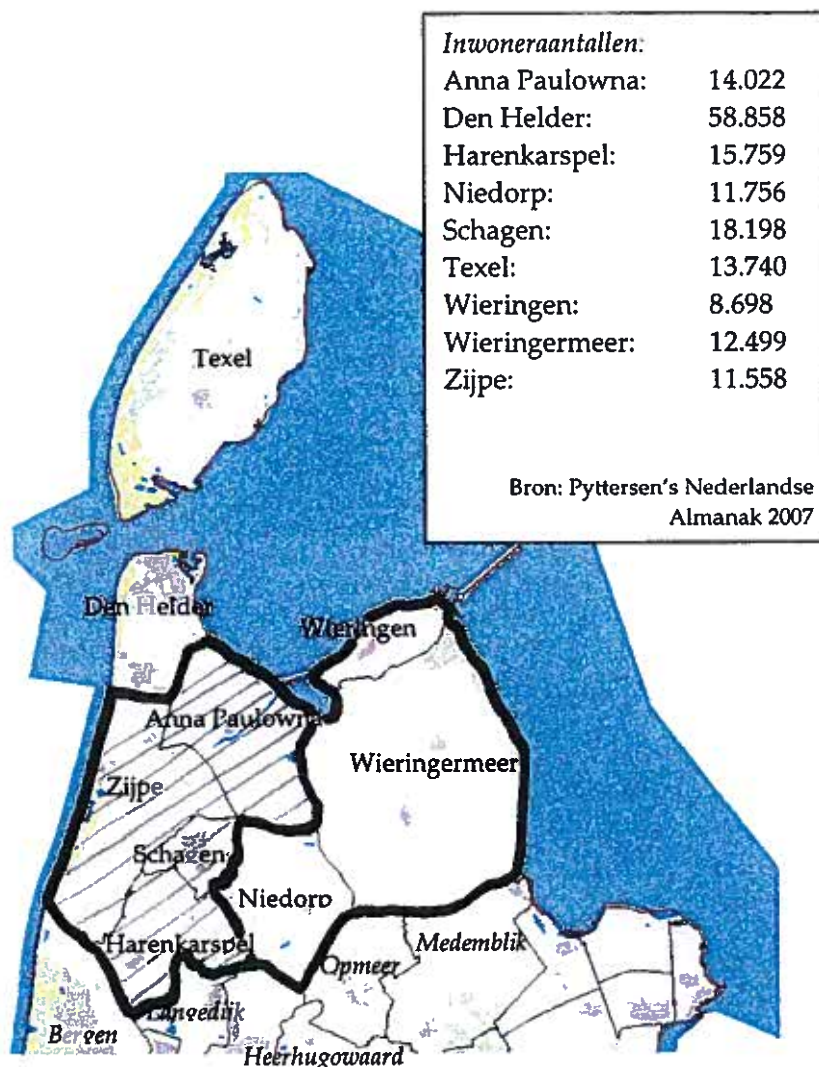 Inwoneraantallen:
Anna Paulowna: 14.022
Den Helder: 58.858
Harenkarspel: 15.759
Niedorp: 11.756
Schagen: 18.198
Texel: 13.740
Wieringen: 8.698
Wieringermeer: 12.499
Zijpe: 11.558
Bron: Pyttersen's Nederlandse
Almanak 2007
Texel
Den Helder
Wieringen
Anna Paulowna
Wieringermeer
Zijpe
Schagen
Niedorp
Harenkarspel
Medemblik
Opmeer
Langedijk
Bergen
Heerhugowaard